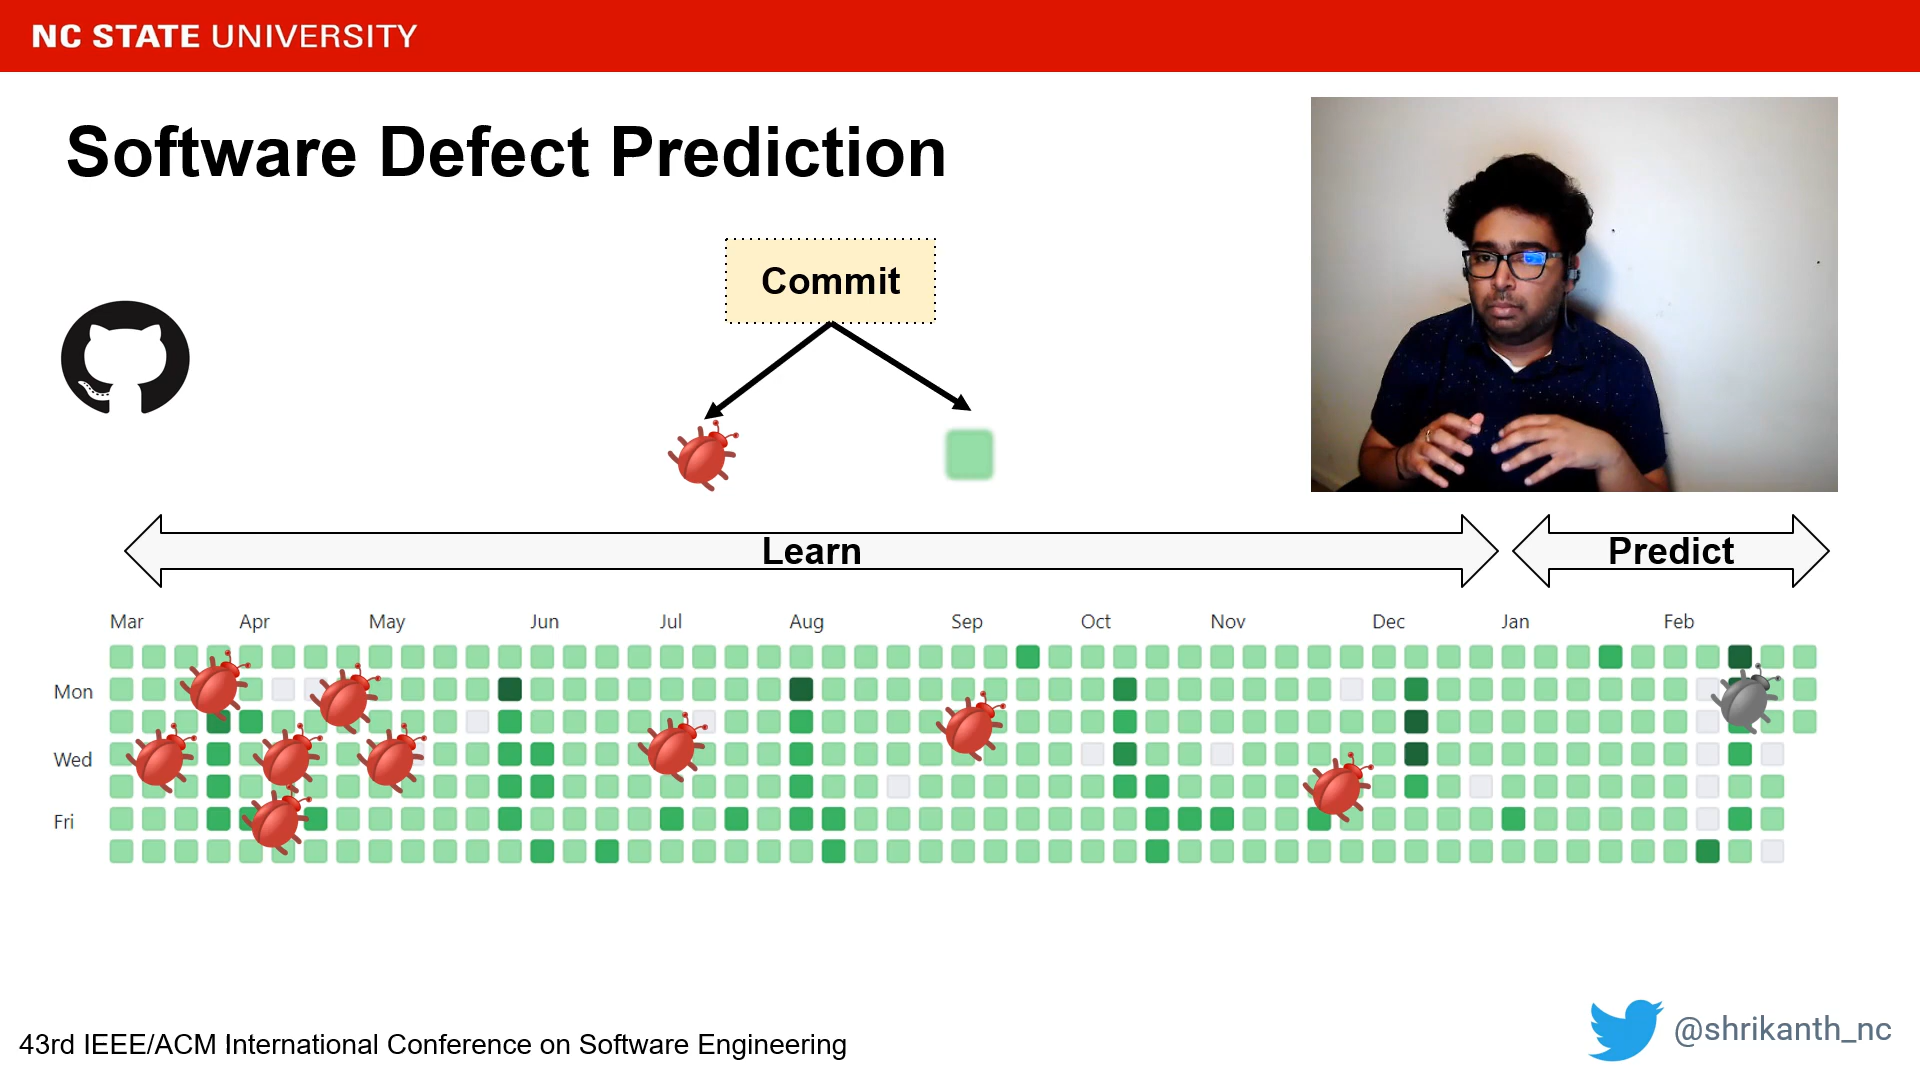 NC STATE UNIVERSITY
Software Defect Prediction
Commit
Learn
Predict
Mar Apr May Jun Jul Aug Sep Oct Nov Dec Jan Feb
Mon
Wed
Fri
43rd IEEE/ACM International Conference on Software Engineering
@shrikanth_nc